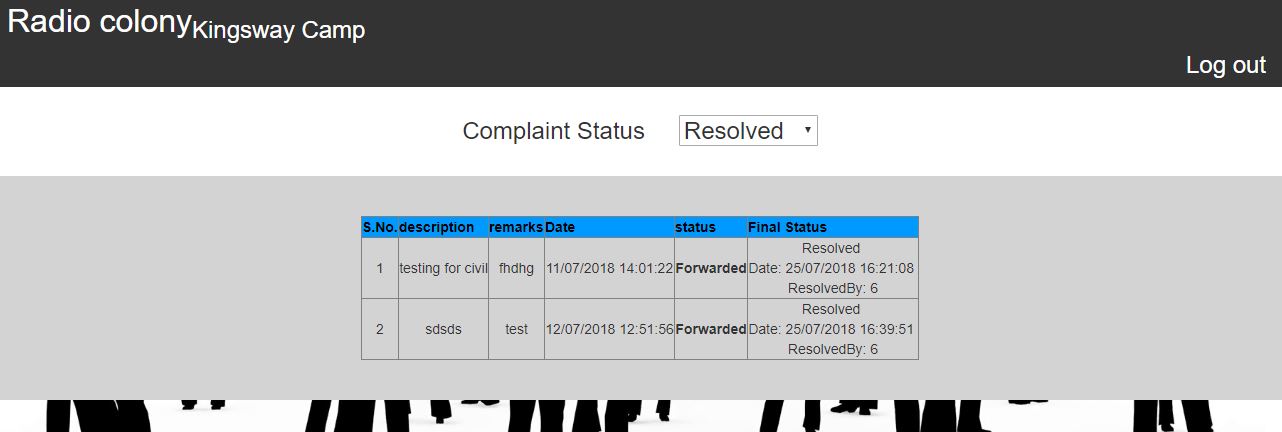 Radio colony Kingsway Camp
Log out
Complaint Status Resolved
S.No. description remarks Date status Final Status
1 testing for civil fhdhg 11/07/2018 14:01:22 Forwarded Resolved
Date: 25/07/2018 16:21:08
ResolvedBy: 6
2 sdsds test 12/07/2018 12:51:56 Forwarded Resolved
Date: 25/07/2018 16:39:51
ResolvedBy: 6